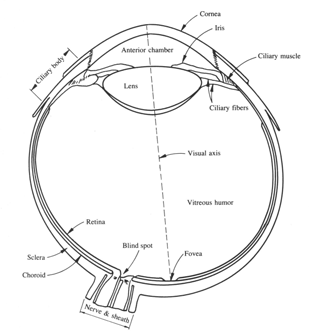 Cornea
Iris
Anterior chamber
Ciliary muscle
Ciliary body
Lens
Ciliary fibers
Visual axis
Vitreous humor
Retina
Blind spot
Sclera
Fovea
Choroid
Nerve & sheath